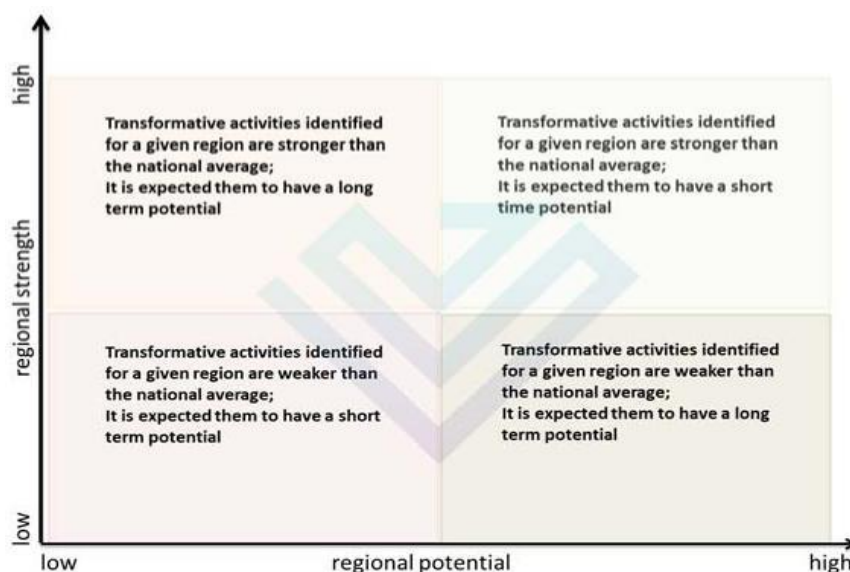 high
Transformative activities identified
for a given region are stronger than
the national average;
It is expected them to have a long
term potential
Transformative activities identified
for a given region are stronger than
the national average;
It is expected them to have a short
time potential
regional strength
Transformative activities identified
for a given region are weaker than
the national average;
It is expected them to have a short
term potential
Transformative activities identified
for a given region are weaker than
the national average;
It is expected them to have a long
term potential
low
low
regional potential
high